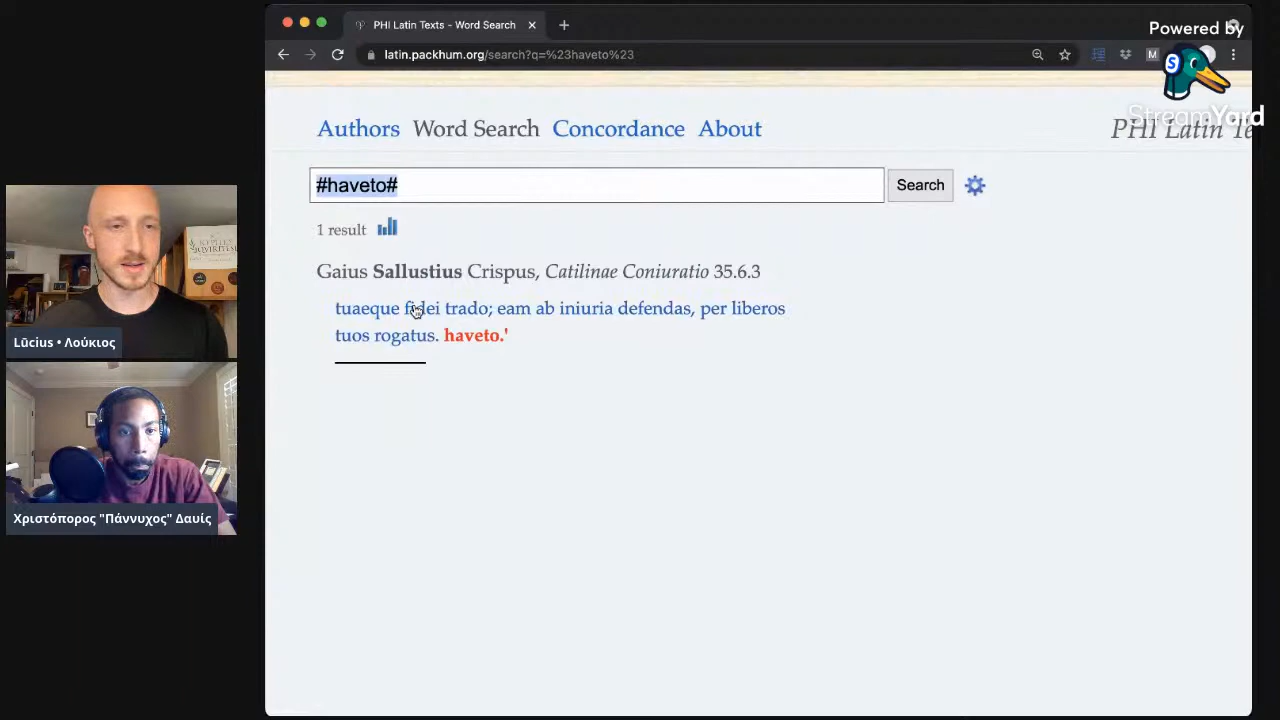 PHI Latin Texts - Word Search
Powered by
latin.packhum.org/search?q=%23haveto%23
M
S
StreamYard
Authors Word Search Concordance About
PHI Latin Te
#haveto#
Search
1 result
Gaius Sallustius Crispus, Catilinae Coniuratio 35.6.3
tuaeque fidei trado; eam ab iniuria defendas, per liberos
tuos rogatus. haveto.'
Lūcius • Λούκιος
Χριστόπορος "Πάννυχος" Δαυίς